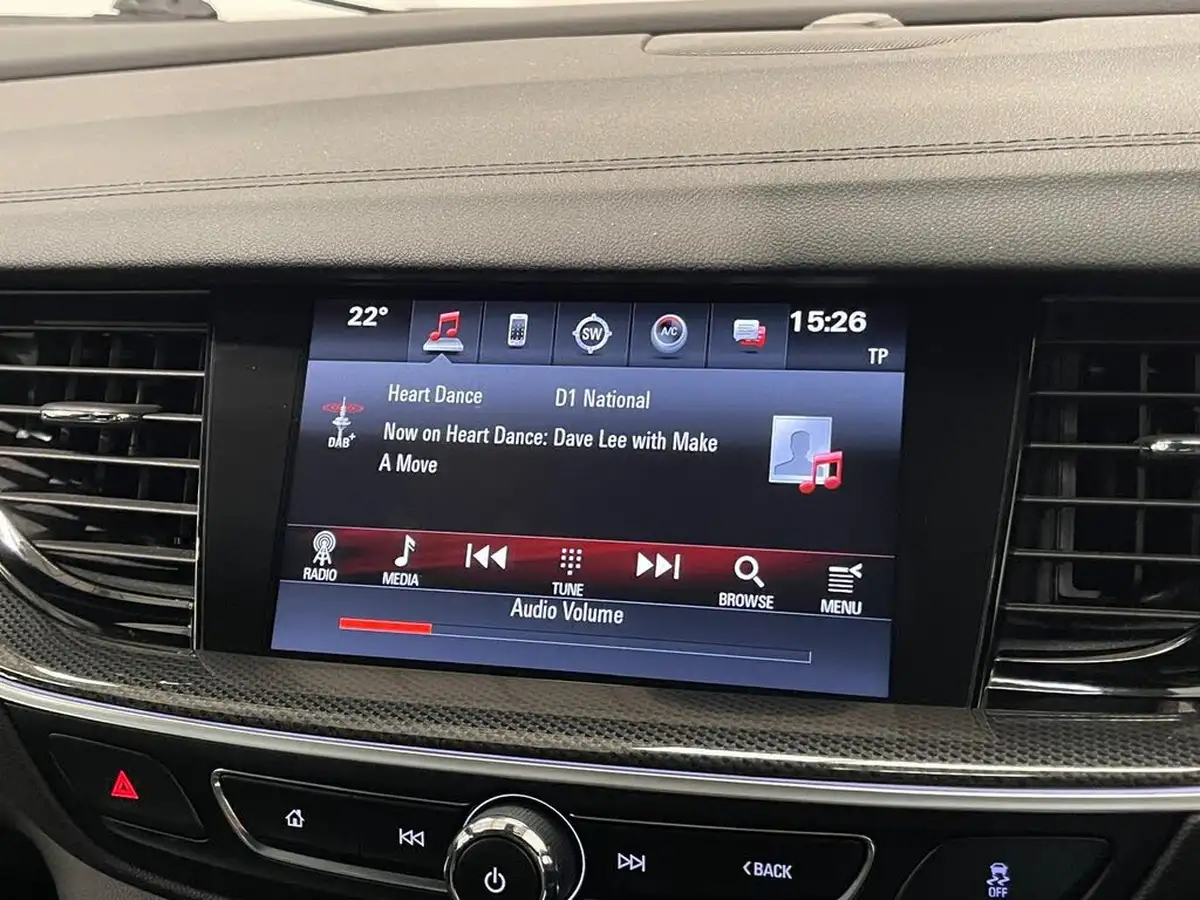 22°
SW
A/C
15:26
TP
Heart Dance
D1 National
DAB+
Now on Heart Dance: Dave Lee with Make
A Move
RADIO
MEDIA
TUNE
BROWSE
MENU
Audio Volume
BACK
OFF